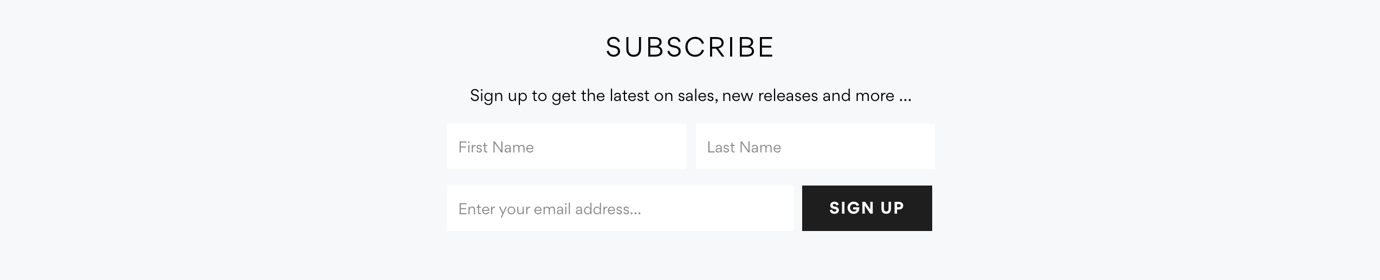 SUBSCRIBE
Sign up to get the latest on sales, new releases and more …
First Name
Last Name
Enter your email address...
SIGN UP